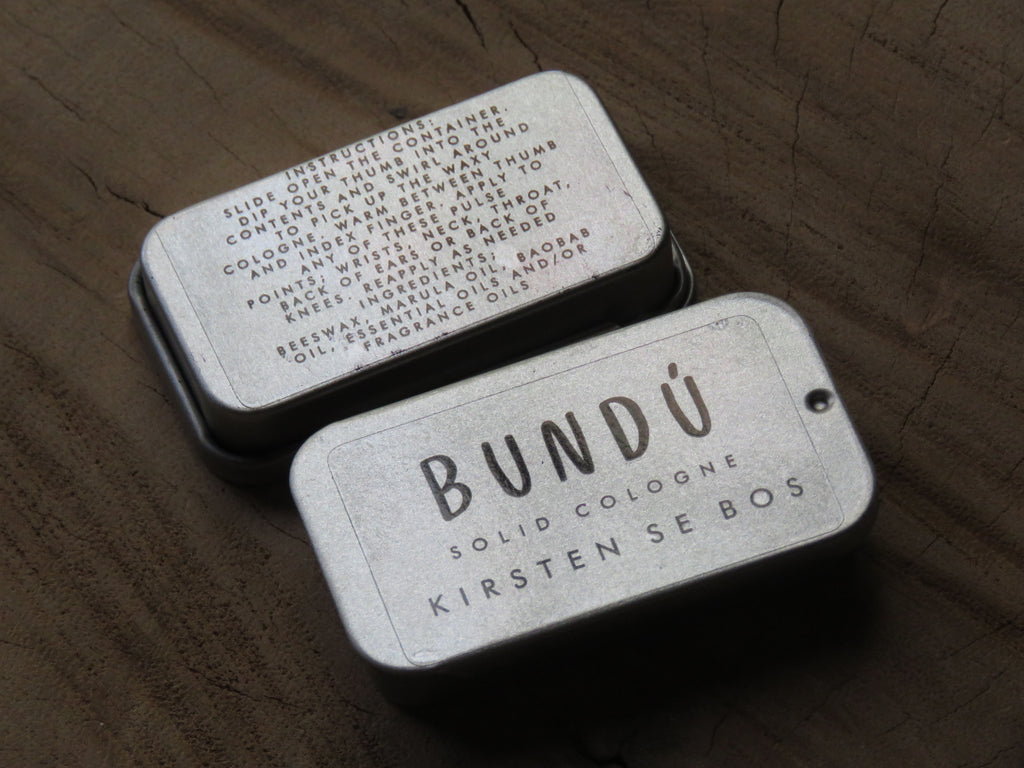 INSTRUCTIONS:
SLIDE OPEN THE CONTAINER.
DIP YOUR THUMB INTO THE
CONTENTS AND SWIRL AROUND
TO PICK UP THE WAXY
COLOGNE, WARM BETWEEN THUMB
AND INDEX FINGER. APPLY TO
ANY OF THESE PULSE
POINTS; WRISTS, NECK, THROAT,
BACK OF EARS, OR BACK OF
KNEES. REAPPLY AS NEEDED
INGREDIENTS:
BEESWAX, MARULA OIL, BAOBAB
OIL, ESSENTIAL OILS AND/OR
FRAGRANCE OILS
BUNDÚ
SOLID COLOGNE
KIRSTEN SE BOS